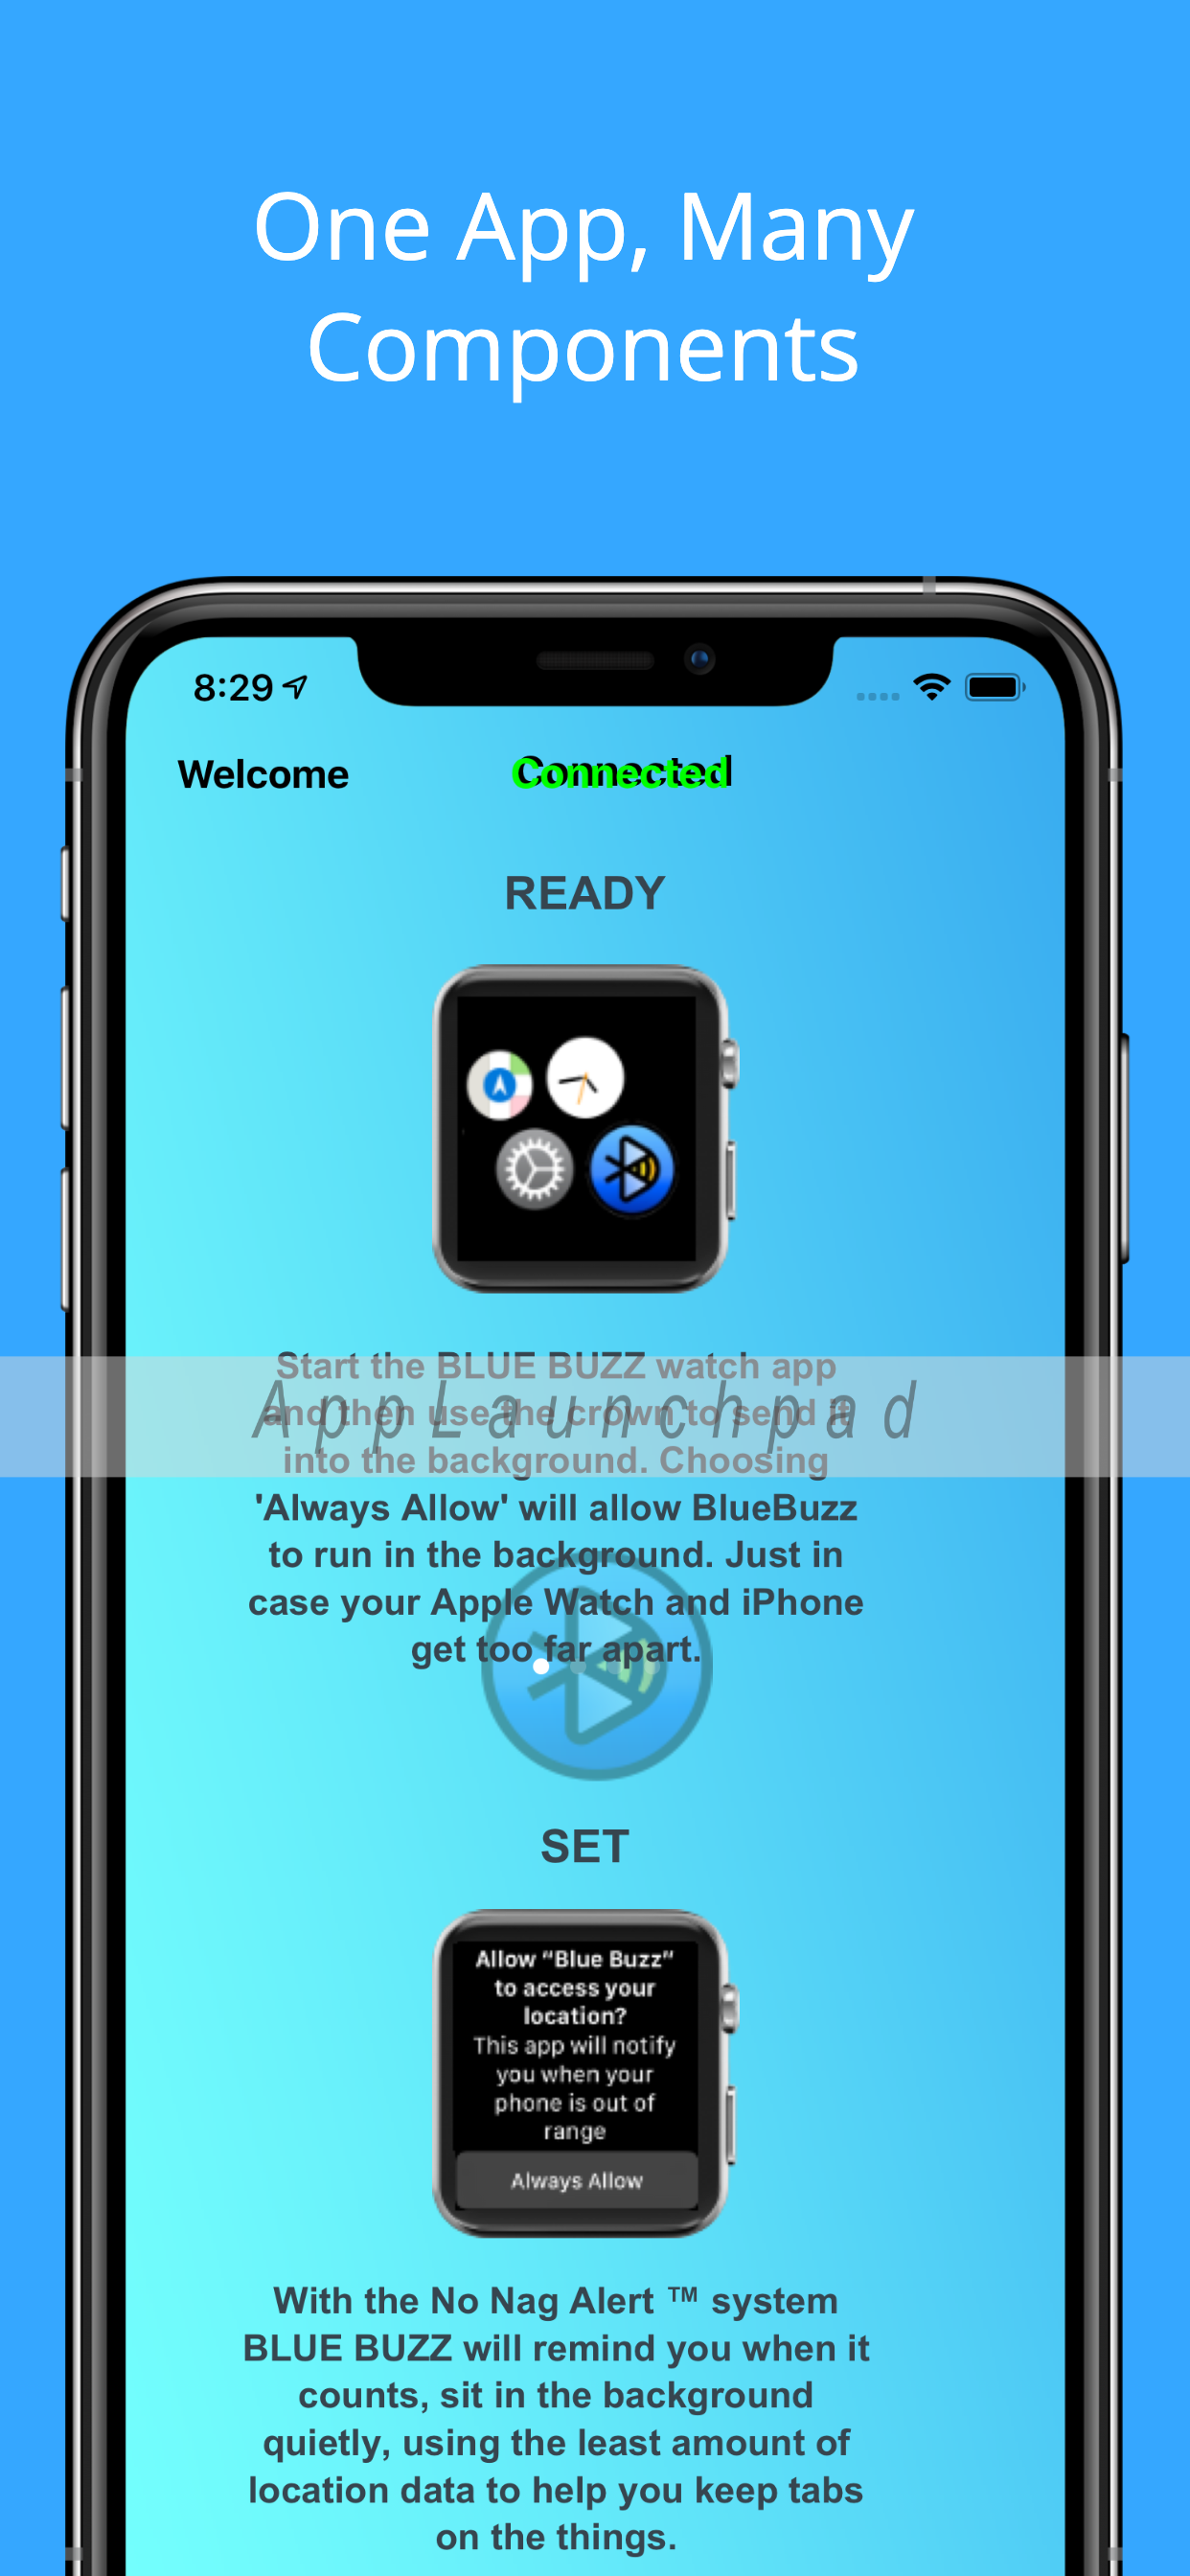 One App, Many
Components
8:29
Welcome
Connected
READY
Start the BLUE BUZZ watch app
and then use the crown to send it
AppLaunchpad
into the background. Choosing
'Always Allow' will allow BlueBuzz
to run in the background. Just in
case your Apple Watch and iPhone
get too far apart.
SET
Allow “Blue Buzz”
to access your
location?
This app will notify
you when your
phone is out of
range
Always Allow
With the No Nag Alert ™ system
BLUE BUZZ will remind you when it
counts, sit in the background
quietly, using the least amount of
location data to help you keep tabs
on the things.